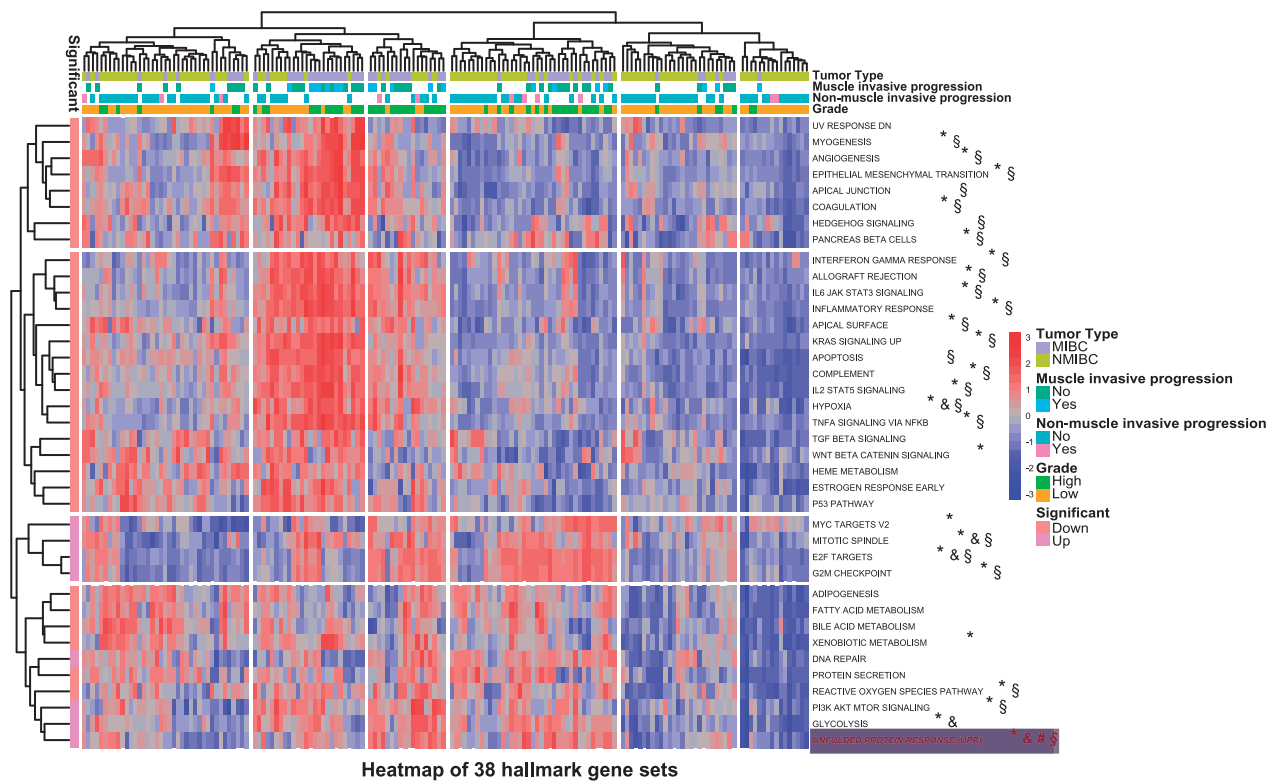 Significant
Tumor Type
Muscle invasive progression
Non-muscle invasive progression
Grade
UV RESPONSE DN
MYOGENESIS * §
ANGIOGENESIS * §
EPITHELIAL MESENCHYMAL TRANSITION * §
APICAL JUNCTION §
COAGULATION * §
HEDGEHOG SIGNALING §
PANCREAS BETA CELLS * §
INTERFERON GAMMA RESPONSE * §
ALLOGRAFT REJECTION * §
IL6 JAK STAT3 SIGNALING * §
INFLAMMATORY RESPONSE * §
APICAL SURFACE * §
KRAS SIGNALING UP * §
APOPTOSIS §
COMPLEMENT * §
IL2 STAT5 SIGNALING * §
HYPOXIA * & §
TNFA SIGNALING VIA NFKB * §
TGF BETA SIGNALING
WNT BETA CATENIN SIGNALING *
HEME METABOLISM
ESTROGEN RESPONSE EARLY
P53 PATHWAY
MYC TARGETS V2 *
MITOTIC SPINDLE * & §
E2F TARGETS * & §
G2M CHECKPOINT * §
ADIPOGENESIS
FATTY ACID METABOLISM
BILE ACID METABOLISM
XENOBIOTIC METABOLISM *
DNA REPAIR
PROTEIN SECRETION
REACTIVE OXYGEN SPECIES PATHWAY * §
PI3K AKT MTOR SIGNALING * §
GLYCOLYSIS * &
UNFOLDED PROTEIN RESPONSE (UPR) * & # §
3
2
1
0
-1
-2
-3
Tumor Type
MIBC
NMIBC
Muscle invasive progression
No
Yes
Non-muscle invasive progression
No
Yes
Grade
High
Low
Significant
Down
Up
Heatmap of 38 hallmark gene sets